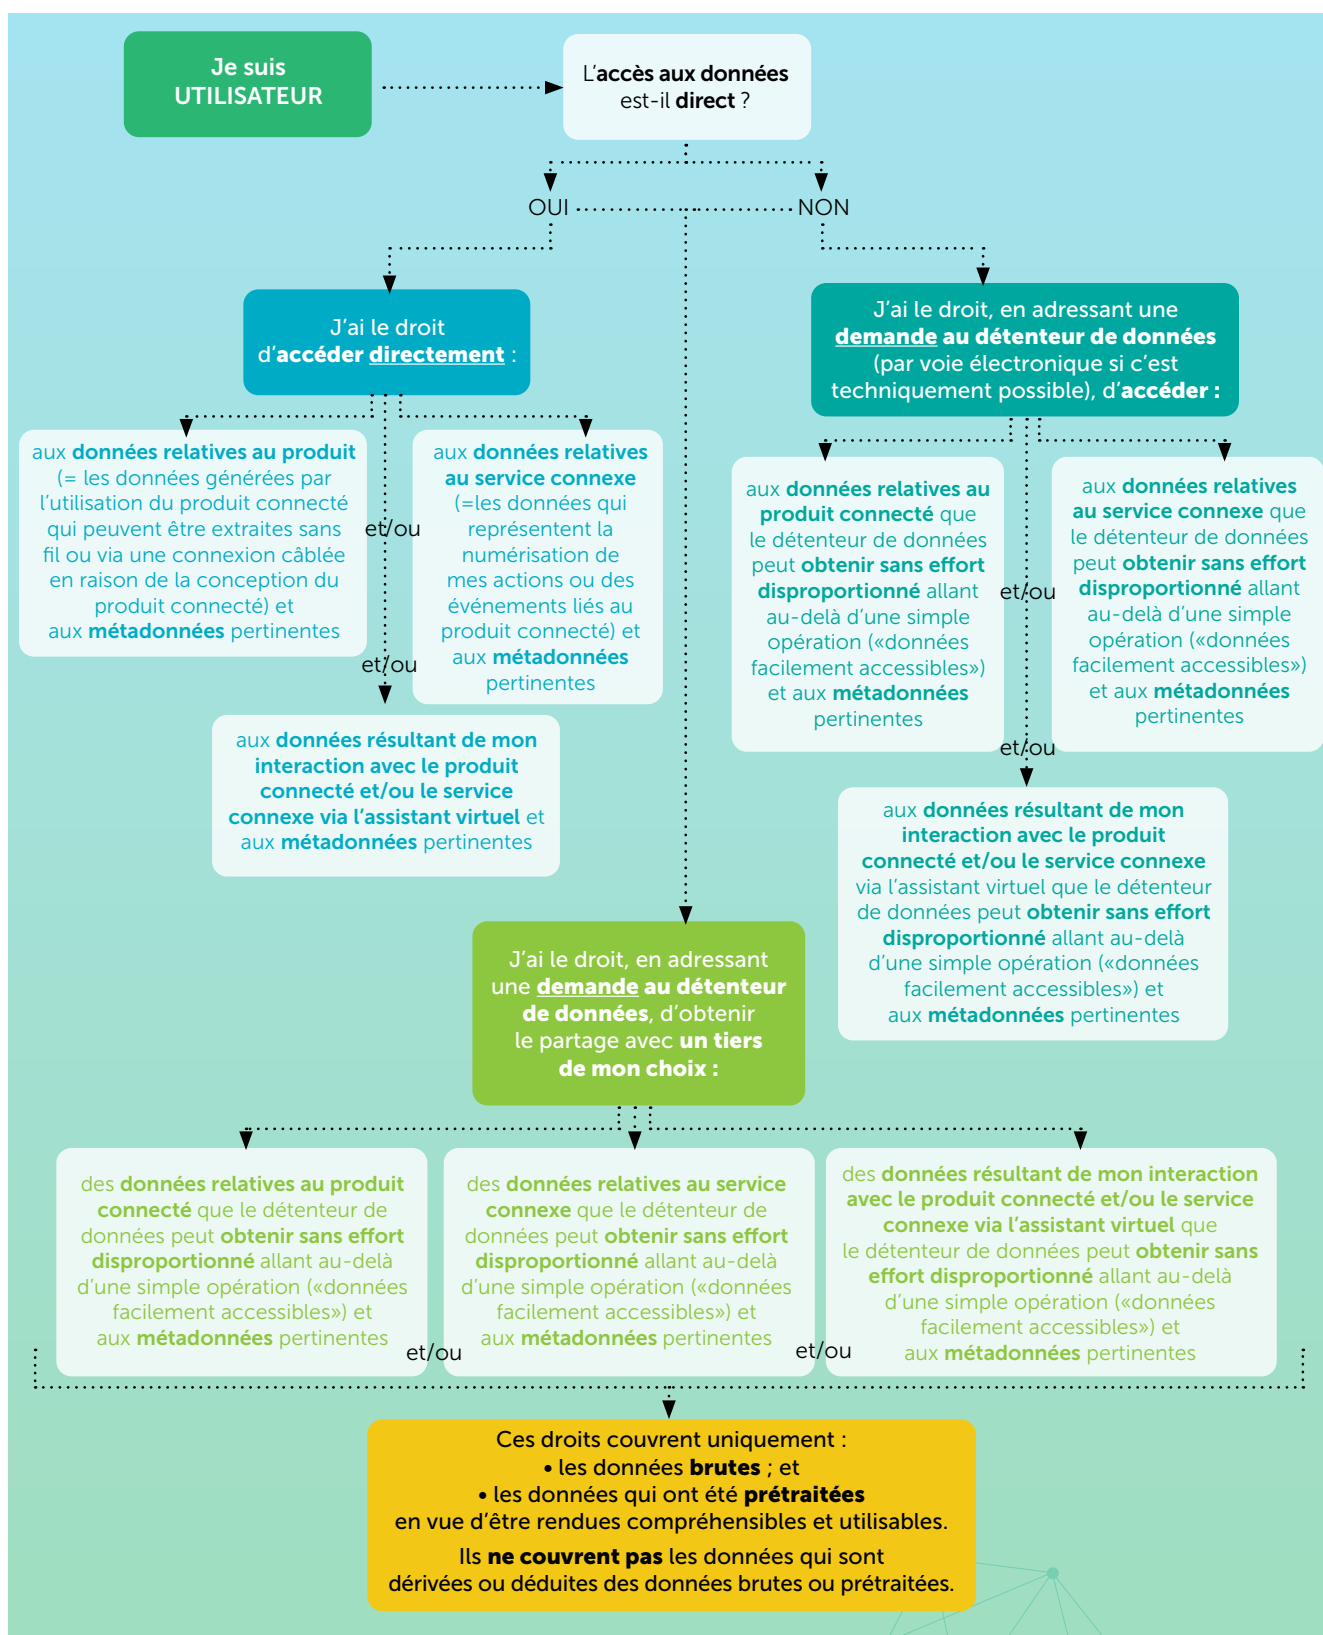 Je suis
UTILISATEUR
L’accès aux données
est-il direct ?
OUI
NON
J’ai le droit
d’accéder directement :
J’ai le droit, en adressant une
demande au détenteur de données
(par voie électronique si c’est
techniquement possible), d’accéder :
aux données relatives au produit
(= les données générées par
l’utilisation du produit connecté
qui peuvent être extraites sans
fil ou via une connexion câblée
en raison de la conception du
produit connecté) et
aux métadonnées pertinentes
et/ou
aux données relatives
au service connexe
(=les données qui
représentent la
numérisation de
mes actions ou des
événements liés au
produit connecté) et
aux métadonnées
pertinentes
et/ou
aux données résultant de mon
interaction avec le produit
connecté et/ou le service
connexe via l’assistant virtuel et
aux métadonnées pertinentes
aux données relatives au
produit connecté que
le détenteur de données
peut obtenir sans effort
disproportionné allant
au-delà d’une simple
opération («données
facilement accessibles»)
et aux métadonnées
pertinentes
et/ou
aux données relatives
au service connexe que
le détenteur de données
peut obtenir sans effort
disproportionné allant
au-delà d’une simple
opération («données
facilement accessibles»)
et aux métadonnées
pertinentes
et/ou
aux données résultant de mon
interaction avec le produit
connecté et/ou le service connexe
via l’assistant virtuel que le détenteur
de données peut obtenir sans effort
disproportionné allant au-delà
d’une simple opération («données
facilement accessibles») et
aux métadonnées pertinentes
J’ai le droit, en adressant
une demande au détenteur
de données, d’obtenir
le partage avec un tiers
de mon choix :
des données relatives au produit
connecté que le détenteur de
données peut obtenir sans effort
disproportionné allant au-delà
d’une simple opération («données
facilement accessibles») et
aux métadonnées pertinentes
et/ou
des données relatives au service
connexe que le détenteur de
données peut obtenir sans effort
disproportionné allant au-delà
d’une simple opération («données
facilement accessibles») et
aux métadonnées pertinentes
et/ou
des données résultant de mon interaction
avec le produit connecté et/ou le service
connexe via l’assistant virtuel que
le détenteur de données peut obtenir sans
effort disproportionné allant au-delà
d’une simple opération («données
facilement accessibles») et
aux métadonnées pertinentes
Ces droits couvrent uniquement :
• les données brutes ; et
• les données qui ont été prétraitées
en vue d’être rendues compréhensibles et utilisables.
Ils ne couvrent pas les données qui sont
dérivées ou déduites des données brutes ou prétraitées.